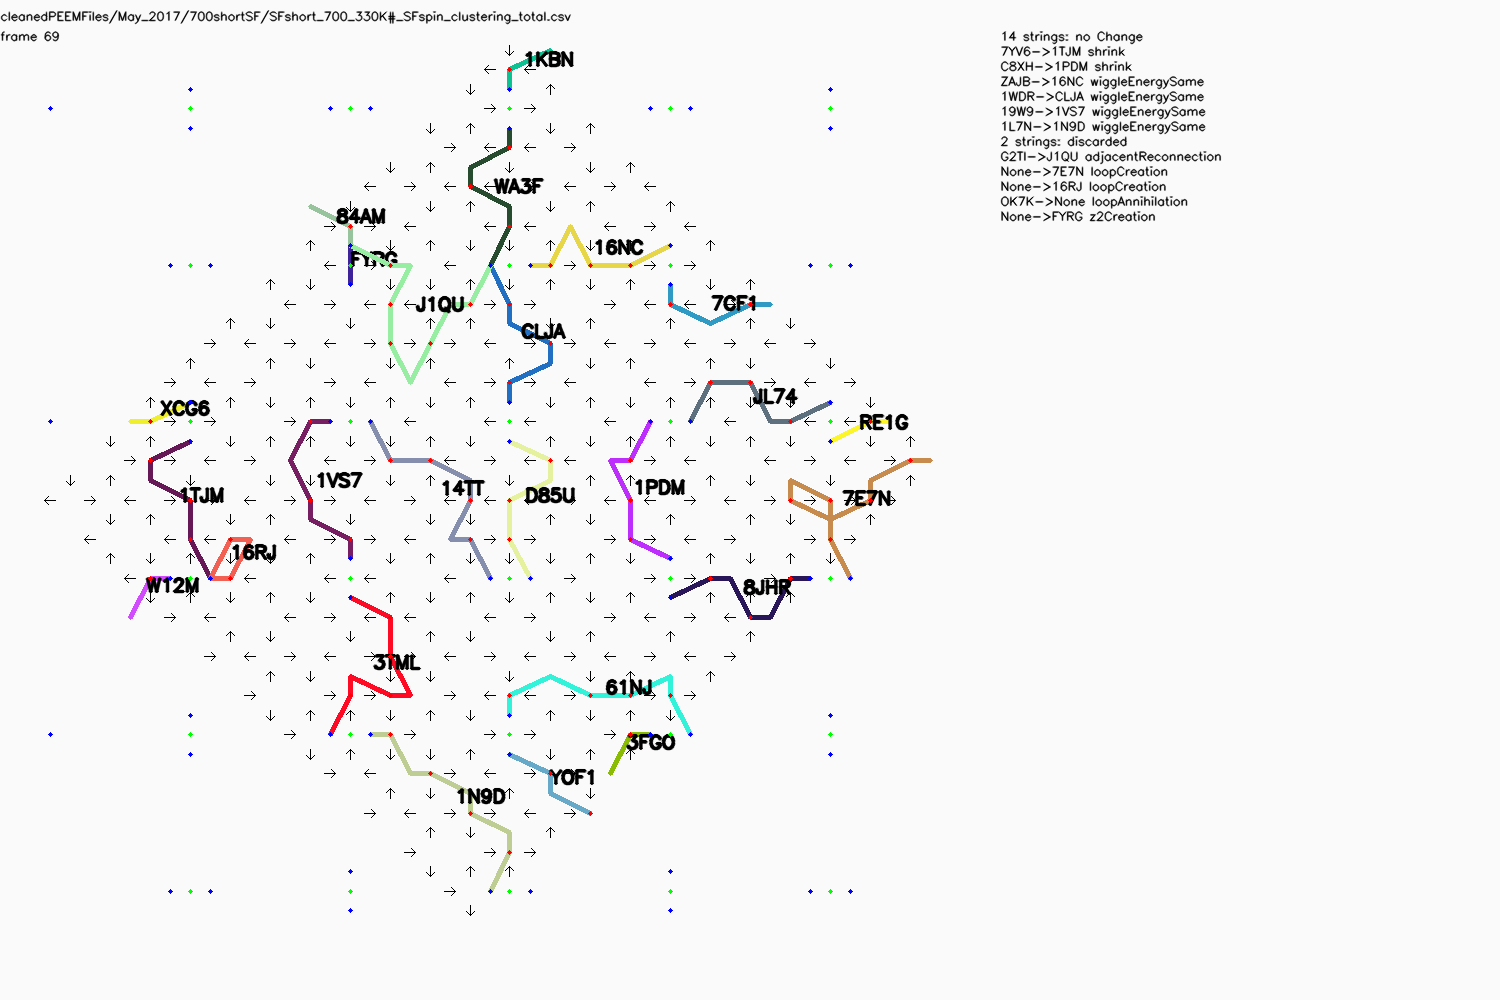 cleanedPEEMFiles/May_2017/700shortSF/SFshort_700_330K#_SFspin_clustering_total.csv
frame 69
14 strings: no Change
7YV6->1TJM shrink
C8XH->1PDM shrink
ZAJB->16NC wiggleEnergySame
1WDR->CLJA wiggleEnergySame
19W9->1VS7 wiggleEnergySame
1L7N->1N9D wiggleEnergySame
2 strings: discarded
G2TI->J1QU adjacentReconnection
None->7E7N loopCreation
None->16RJ loopCreation
OK7K->None loopAnnihilation
None->FYRG z2Creation
1KBN
WA3F
84AM
16NC
FYRG
J1QU
7CF1
CLJA
JL74
XCG6
RE1G
1VS7
14TT
1PDM
1TJM
D85U
7E7N
16RJ
W12M
8JHR
3TML
61NJ
3FGO
YOF1
1N9D